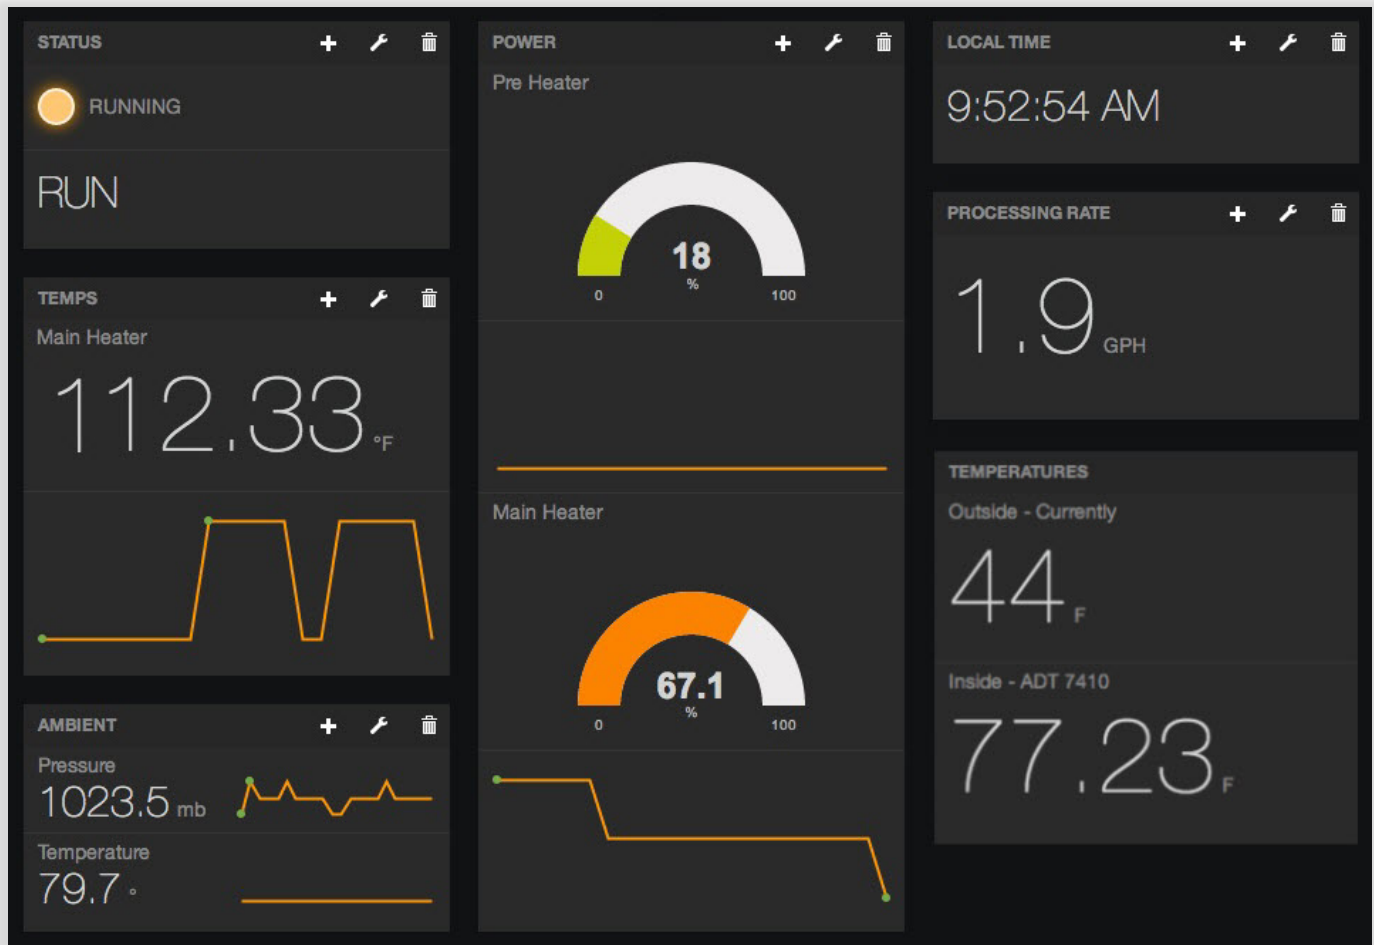 STATUS
RUNNING
RUN
TEMPS
Main Heater
112.33 °F
AMBIENT
Pressure
1023.5 mb
Temperature
79.7 °
POWER
Pre Heater
18
%
0 100
Main Heater
67.1
%
0 100
LOCAL TIME
9:52:54 AM
PROCESSING RATE
1.9 GPH
TEMPERATURES
Outside - Currently
44 F
Inside - ADT 7410
77.23 F